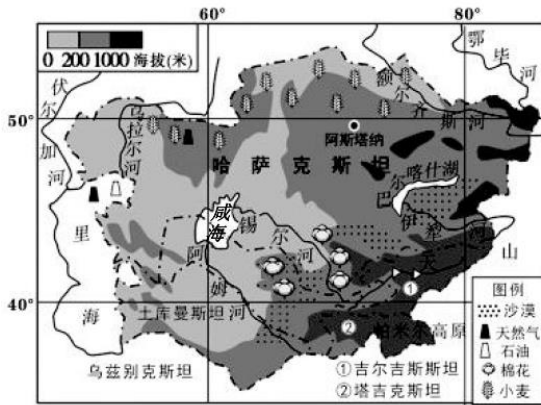 60° 80°
0 200 1000 海拔(米)
鄂毕河
伏尔加河
乌拉尔河
额尔齐斯河
50°
阿斯塔纳
哈萨克斯坦
巴尔喀什湖
咸海
锡尔河
伊犁河
里海
阿姆河
天山
①
40°
土库曼斯坦
②
帕米尔高原
乌兹别克斯坦
①吉尔吉斯斯坦
②塔吉克斯坦
图例
沙漠
天然气
石油
棉花
小麦